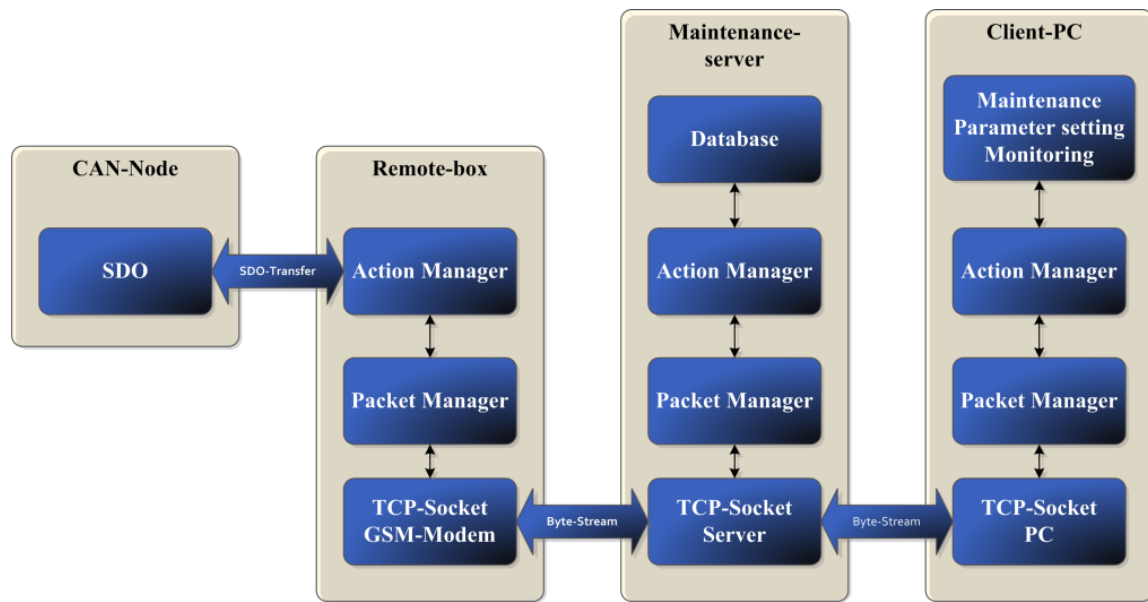 CAN-Node
SDO
SDO-Transfer
Remote-box
Action Manager
Packet Manager
TCP-Socket
GSM-Modem
Byte-Stream
Maintenance-
server
Database
Action Manager
Packet Manager
TCP-Socket
Server
Byte-Stream
Client-PC
Maintenance
Parameter setting
Monitoring
Action Manager
Packet Manager
TCP-Socket
PC